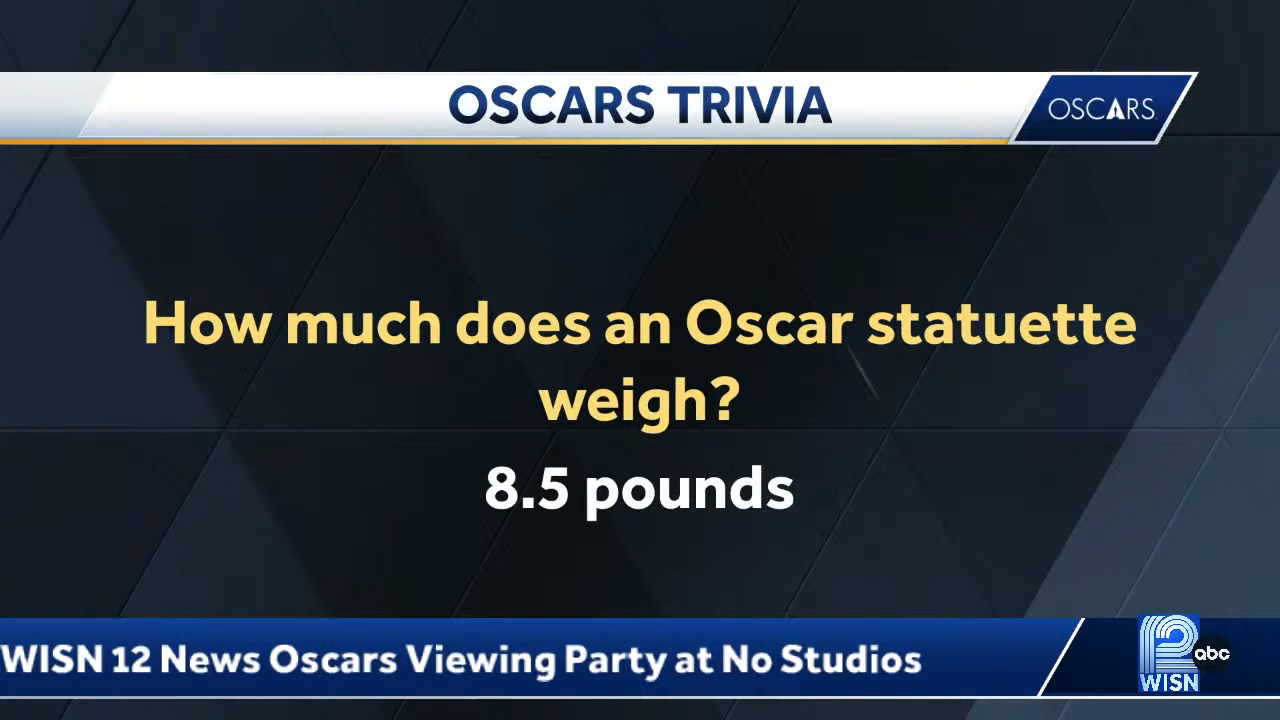 OSCARS TRIVIA
OSCARS
How much does an Oscar statuette
weigh?
8.5 pounds
WISN 12 News Oscars Viewing Party at No Studios
12
abc
WISN